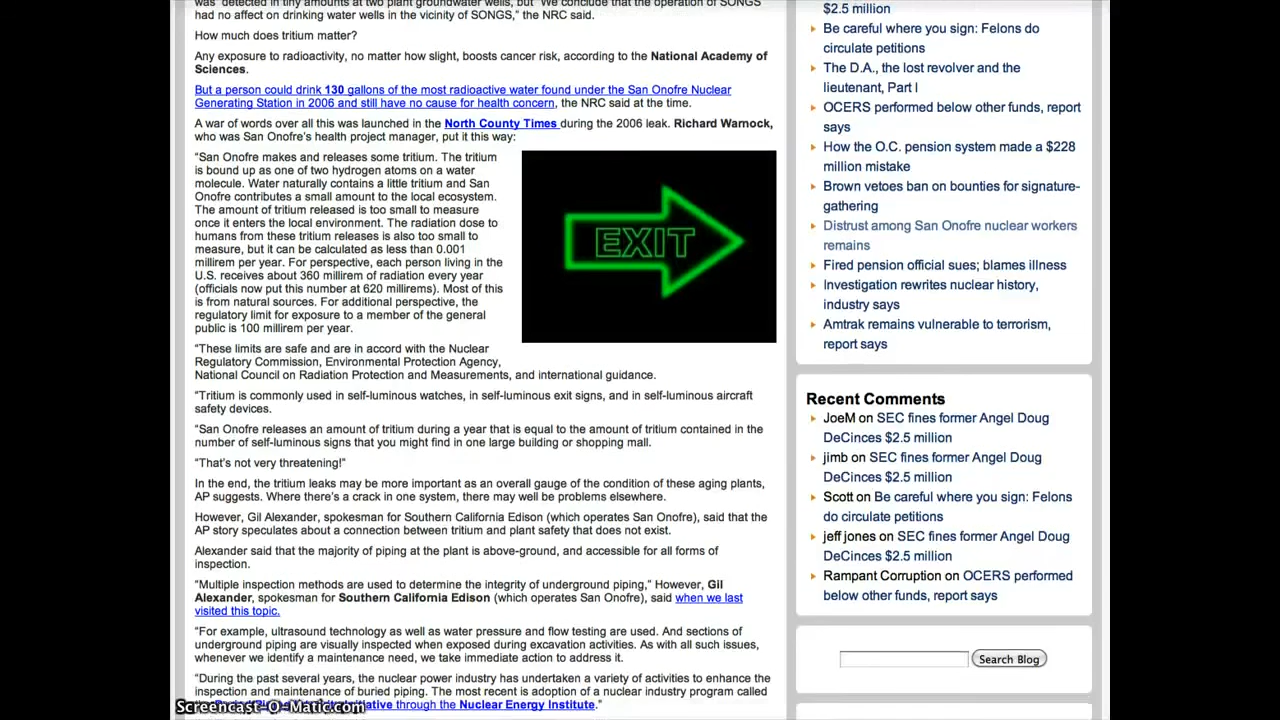 was "detected in tiny amounts at two plant groundwater wells, but "We conclude that the operation of SONGS
had no affect on drinking water wells in the vicinity of SONGS," the NRC said.
How much does tritium matter?
Any exposure to radioactivity, no matter how slight, boosts cancer risk, according to the National Academy of
Sciences.
But a person could drink 130 gallons of the most radioactive water found under the San Onofre Nuclear
Generating Station in 2006 and still have no cause for health concern, the NRC said at the time.
A war of words over all this was launched in the North County Times during the 2006 leak. Richard Warnock,
who was San Onofre's health project manager, put it this way:
"San Onofre makes and releases some tritium. The tritium
is bound up as one of two hydrogen atoms on a water
molecule. Water naturally contains a little tritium and San
Onofre contributes a small amount to the local ecosystem.
The amount of tritium released is too small to measure
once it enters the local environment. The radiation dose to
humans from these tritium releases is also too small to
measure, but it can be calculated as less than 0.001
millirem per year. For perspective, each person living in the
U.S. receives about 360 millirem of radiation every year
(officials now put this number at 620 millirems). Most of this
is from natural sources. For additional perspective, the
regulatory limit for exposure to a member of the general
public is 100 millirem per year.
EXIT
"These limits are safe and are in accord with the Nuclear
Regulatory Commission, Environmental Protection Agency,
National Council on Radiation Protection and Measurements, and international guidance.
"Tritium is commonly used in self-luminous watches, in self-luminous exit signs, and in self-luminous aircraft
safety devices.
"San Onofre releases an amount of tritium during a year that is equal to the amount of tritium contained in the
number of self-luminous signs that you might find in one large building or shopping mall.
"That's not very threatening!"
In the end, the tritium leaks may be more important as an overall gauge of the condition of these aging plants,
AP suggests. Where there's a crack in one system, there may well be problems elsewhere.
However, Gil Alexander, spokesman for Southern California Edison (which operates San Onofre), said that the
AP story speculates about a connection between tritium and plant safety that does not exist.
Alexander said that the majority of piping at the plant is above-ground, and accessible for all forms of
inspection.
"Multiple inspection methods are used to determine the integrity of underground piping," However, Gil
Alexander, spokesman for Southern California Edison (which operates San Onofre), said when we last
visited this topic.
"For example, ultrasound technology as well as water pressure and flow testing are used. And sections of
underground piping are visually inspected when exposed during excavation activities. As with all such issues,
whenever we identify a maintenance need, we take immediate action to address it.
"During the past several years, the nuclear power industry has undertaken a variety of activities to enhance the
inspection and maintenance of buried piping. The most recent is adoption of a nuclear industry program called
Initiative through the Nuclear Energy Institute."
Screencast-O-Matic.com
$2.5 million
Be careful where you sign: Felons do
circulate petitions
The D.A., the lost revolver and the
lieutenant, Part I
OCERS performed below other funds, report
says
How the O.C. pension system made a $228
million mistake
Brown vetoes ban on bounties for signature-
gathering
Distrust among San Onofre nuclear workers
remains
Fired pension official sues; blames illness
Investigation rewrites nuclear history,
industry says
Amtrak remains vulnerable to terrorism,
report says
Recent Comments
JoeM on SEC fines former Angel Doug
DeCinces $2.5 million
jimb on SEC fines former Angel Doug
DeCinces $2.5 million
Scott on Be careful where you sign: Felons
do circulate petitions
jeff jones on SEC fines former Angel Doug
DeCinces $2.5 million
Rampant Corruption on OCERS performed
below other funds, report says
Search Blog